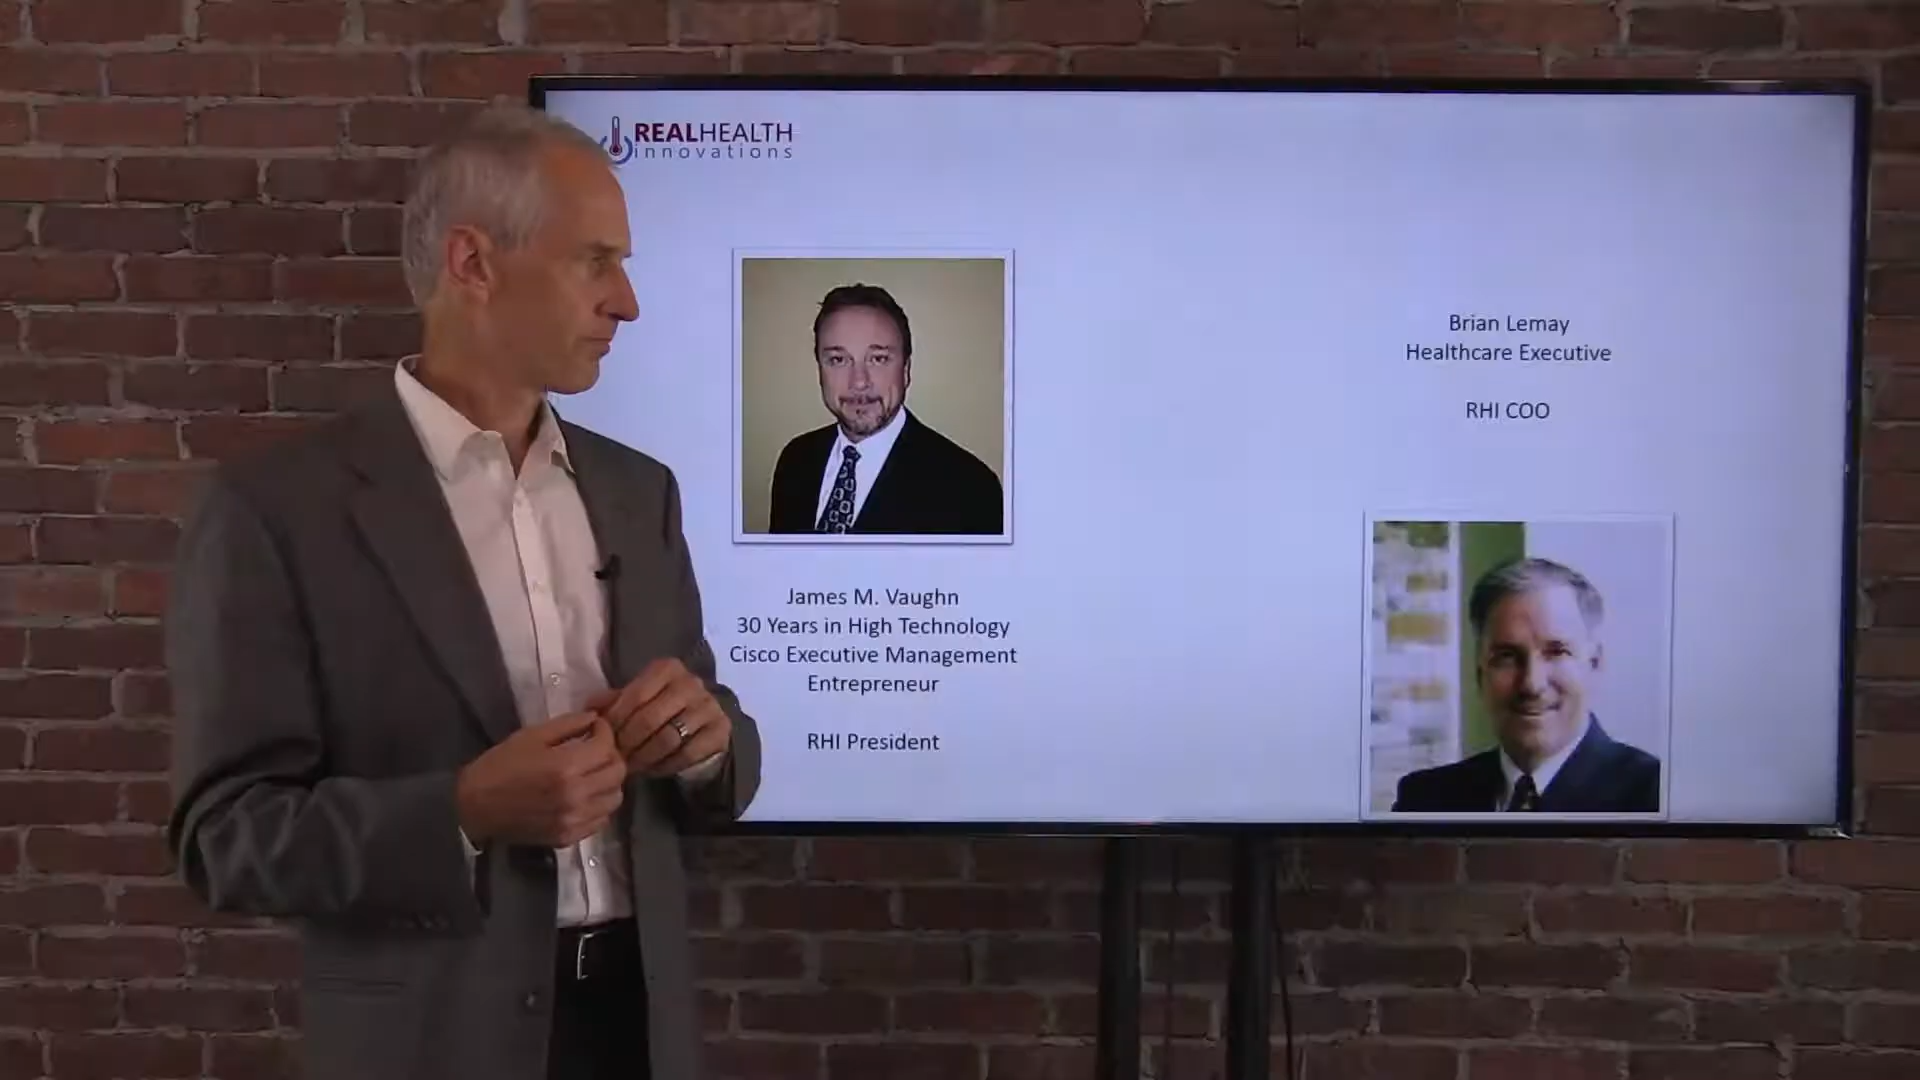 REALHEALTH
innovations
James M. Vaughn
30 Years in High Technology
Cisco Executive Management
Entrepreneur
RHI President
Brian Lemay
Healthcare Executive
RHI COO